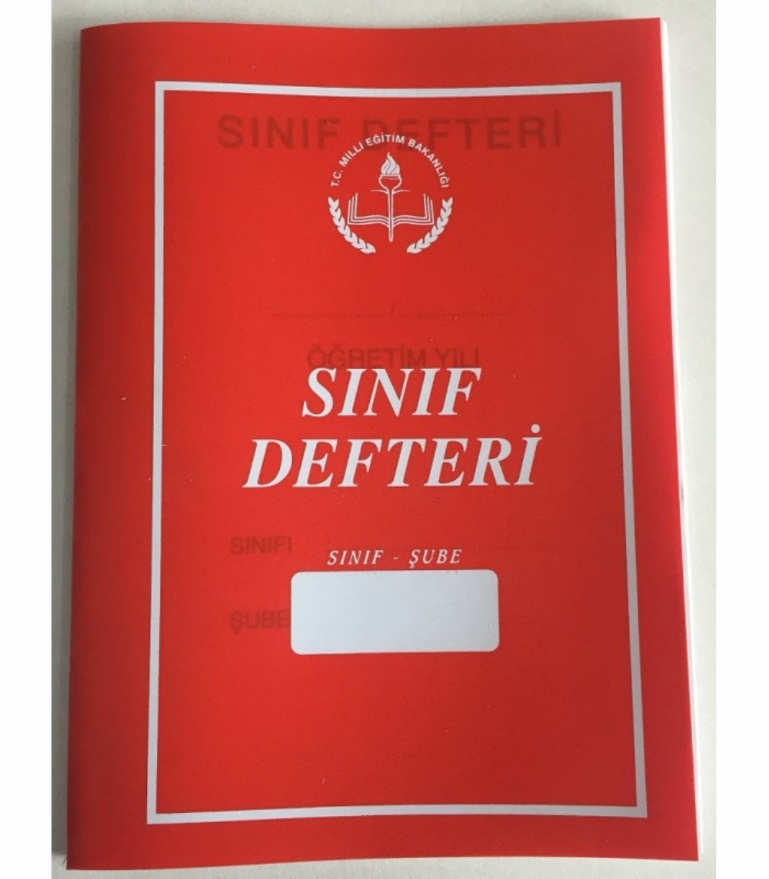 SINIF DEFTERİ
T.C. MİLLİ EĞİTİM BAKANLIĞI
/
ÖĞRETİM YILI
SINIF
DEFTERİ
SINIFI
SINIF - ŞUBE
ŞUBE